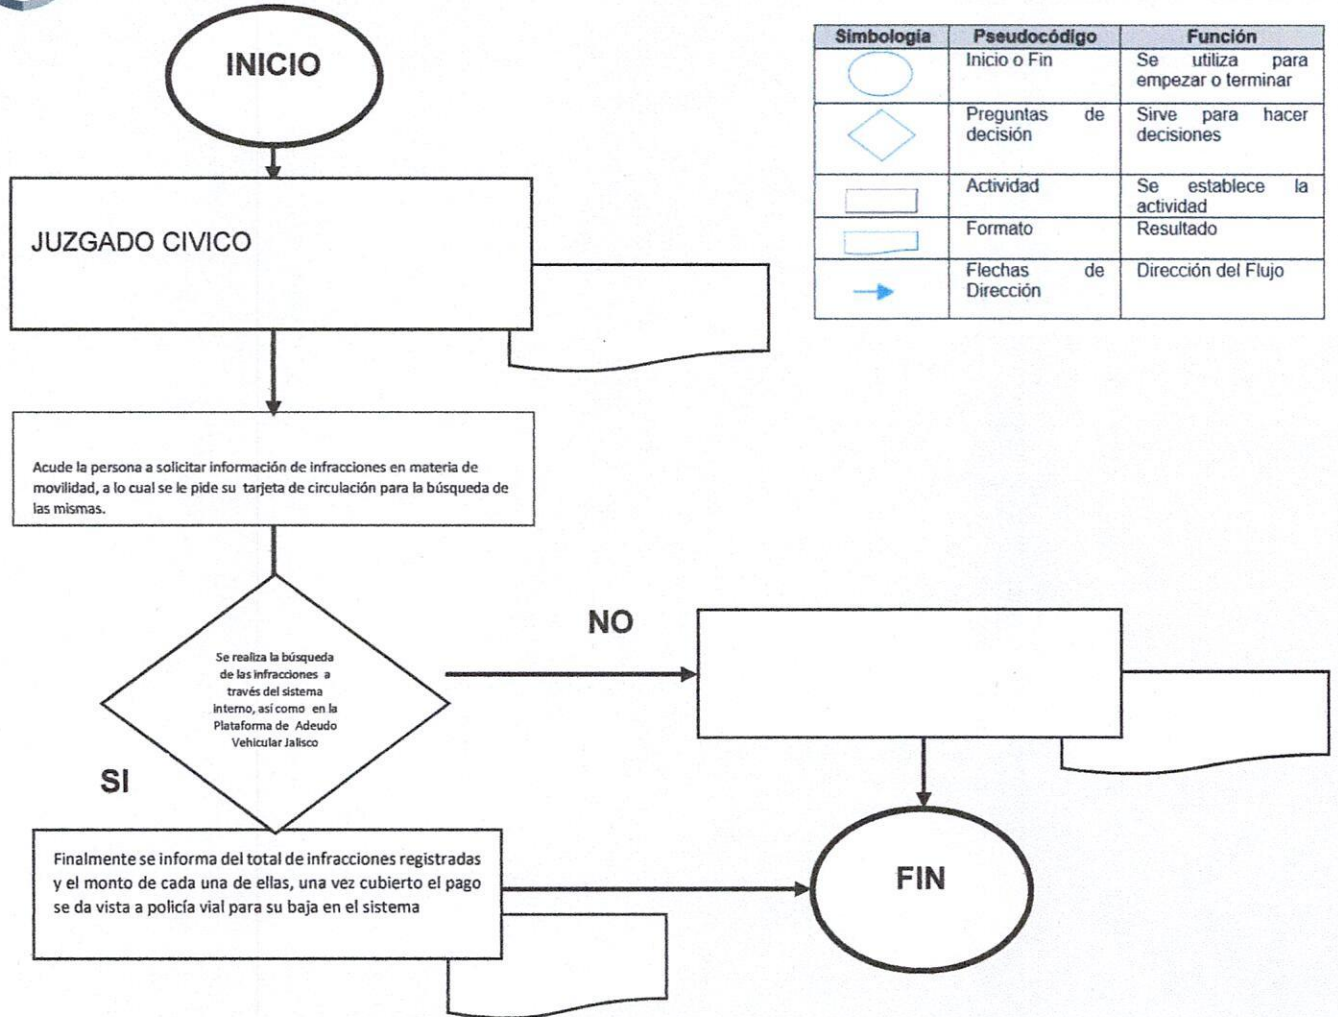 INICIO
Simbología Pseudocódigo Función
Inicio o Fin Se utiliza para
empezar o terminar
Preguntas de Sirve para hacer
decisión decisiones
Actividad Se establece la
actividad
Formato Resultado
Flechas de Dirección del Flujo
Dirección
JUZGADO CIVICO
Acude la persona a solicitar información de infracciones en materia de
movilidad, a lo cual se le pide su tarjeta de circulación para la búsqueda de
las mismas.
Se realiza la búsqueda
de las infracciones a
través del sistema
interno, así como en la
Plataforma de Adeudo
Vehicular Jalisco
NO
SI
Finalmente se informa del total de infracciones registradas
y el monto de cada una de ellas, una vez cubierto el pago
se da vista a policía vial para su baja en el sistema
FIN